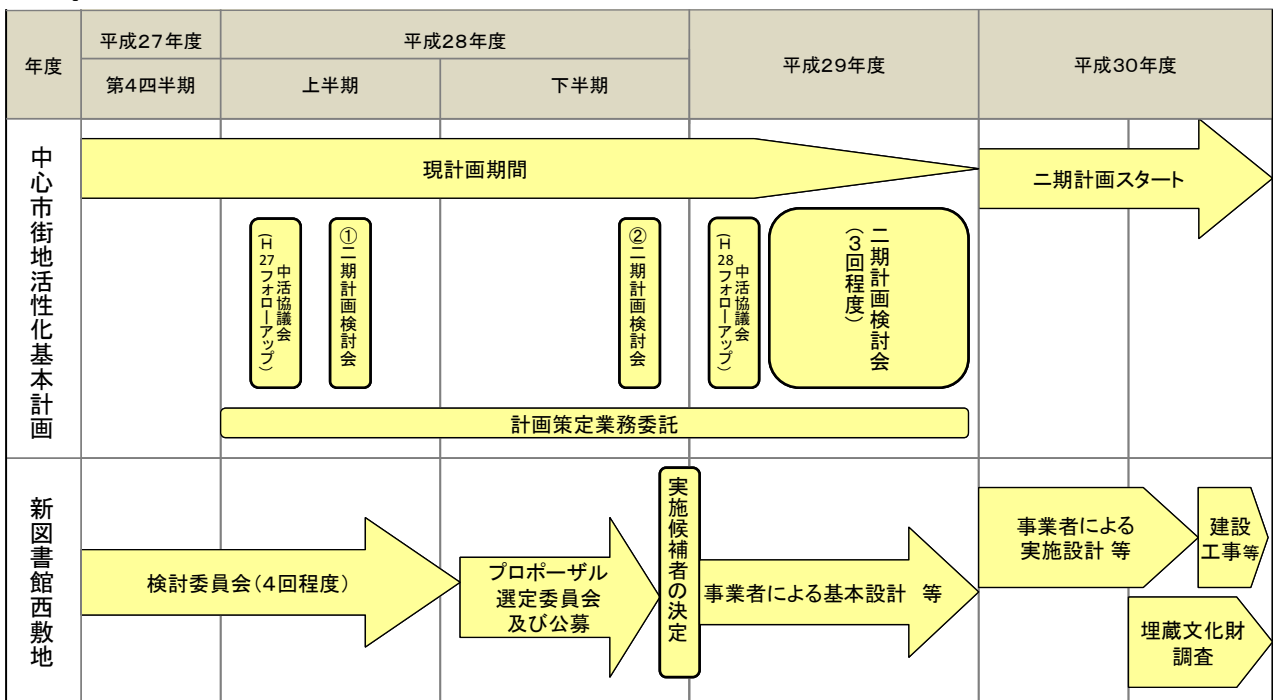 年度
平成27年度
平成28年度
平成29年度
平成30年度
第4四半期
上半期
下半期
中心市街地活性化基本計画
現計画期間
二期計画スタート
中活協議会
(H27フォローアップ)
①二期計画検討会
②二期計画検討会
中活協議会
(H28フォローアップ)
二期計画検討会
(3回程度)
計画策定業務委託
新図書館西敷地
検討委員会(4回程度)
プロポーザル
選定委員会
及び公募
実施候補者の決定
事業者による基本設計 等
事業者による
実施設計 等
建設
工事等
埋蔵文化財
調査